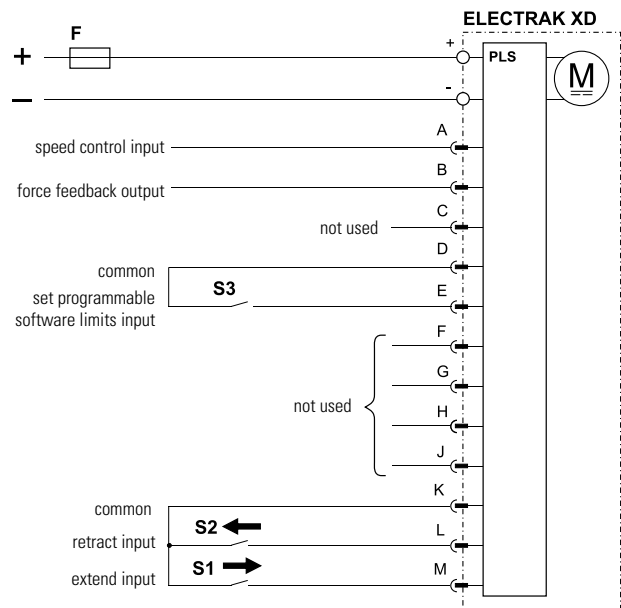 ELECTRAK XD
F
+
+
PLS
M
–
-
A
speed control input
B
force feedback output
C
not used
D
common
S3
E
set programmable
software limits input
F
G
not used
H
J
K
common
S2
L
retract input
S1
M
extend input